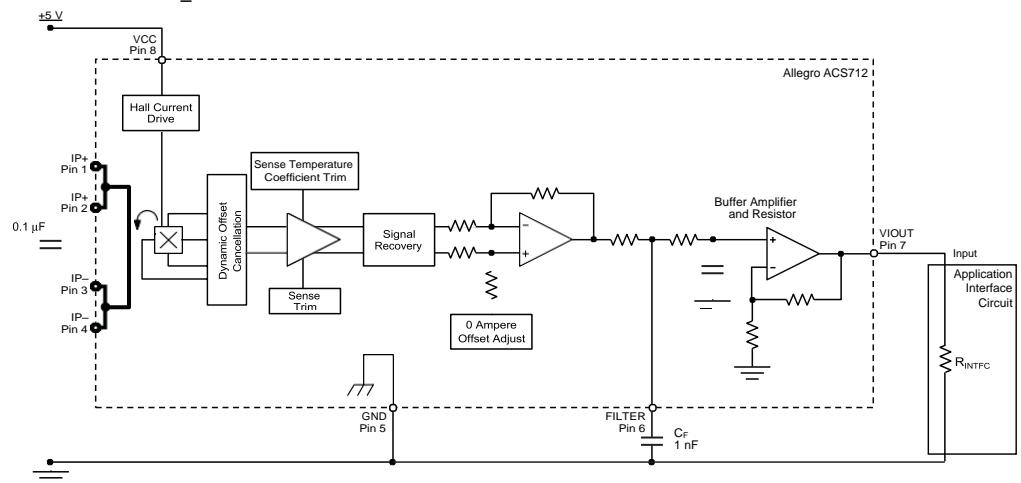 +5 V
VCC
Pin 8
Allegro ACS712
Hall Current
Drive
IP+
Pin 1
IP+
Pin 2
0.1 μF
IP−
Pin 3
IP−
Pin 4
Dynamic Offset
Cancellation
Sense Temperature
Coefficient Trim
Sense
Trim
Signal
Recovery
0 Ampere
Offset Adjust
Buffer Amplifier
and Resistor
VIOUT
Pin 7
Input
Application
Interface
Circuit
RINTFC
GND
Pin 5
FILTER
Pin 6
CF
1 nF